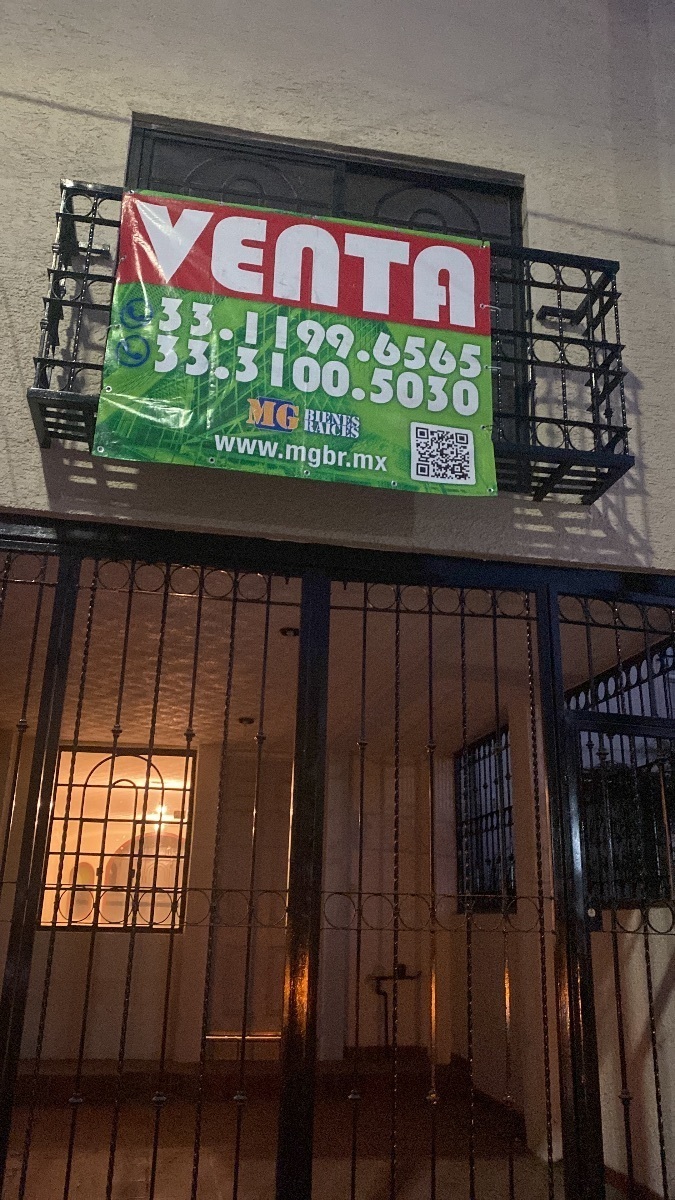 VENTA
33.1199.6565
33.3100.5030
MG BIENES RAICES
www.mgbr.mx